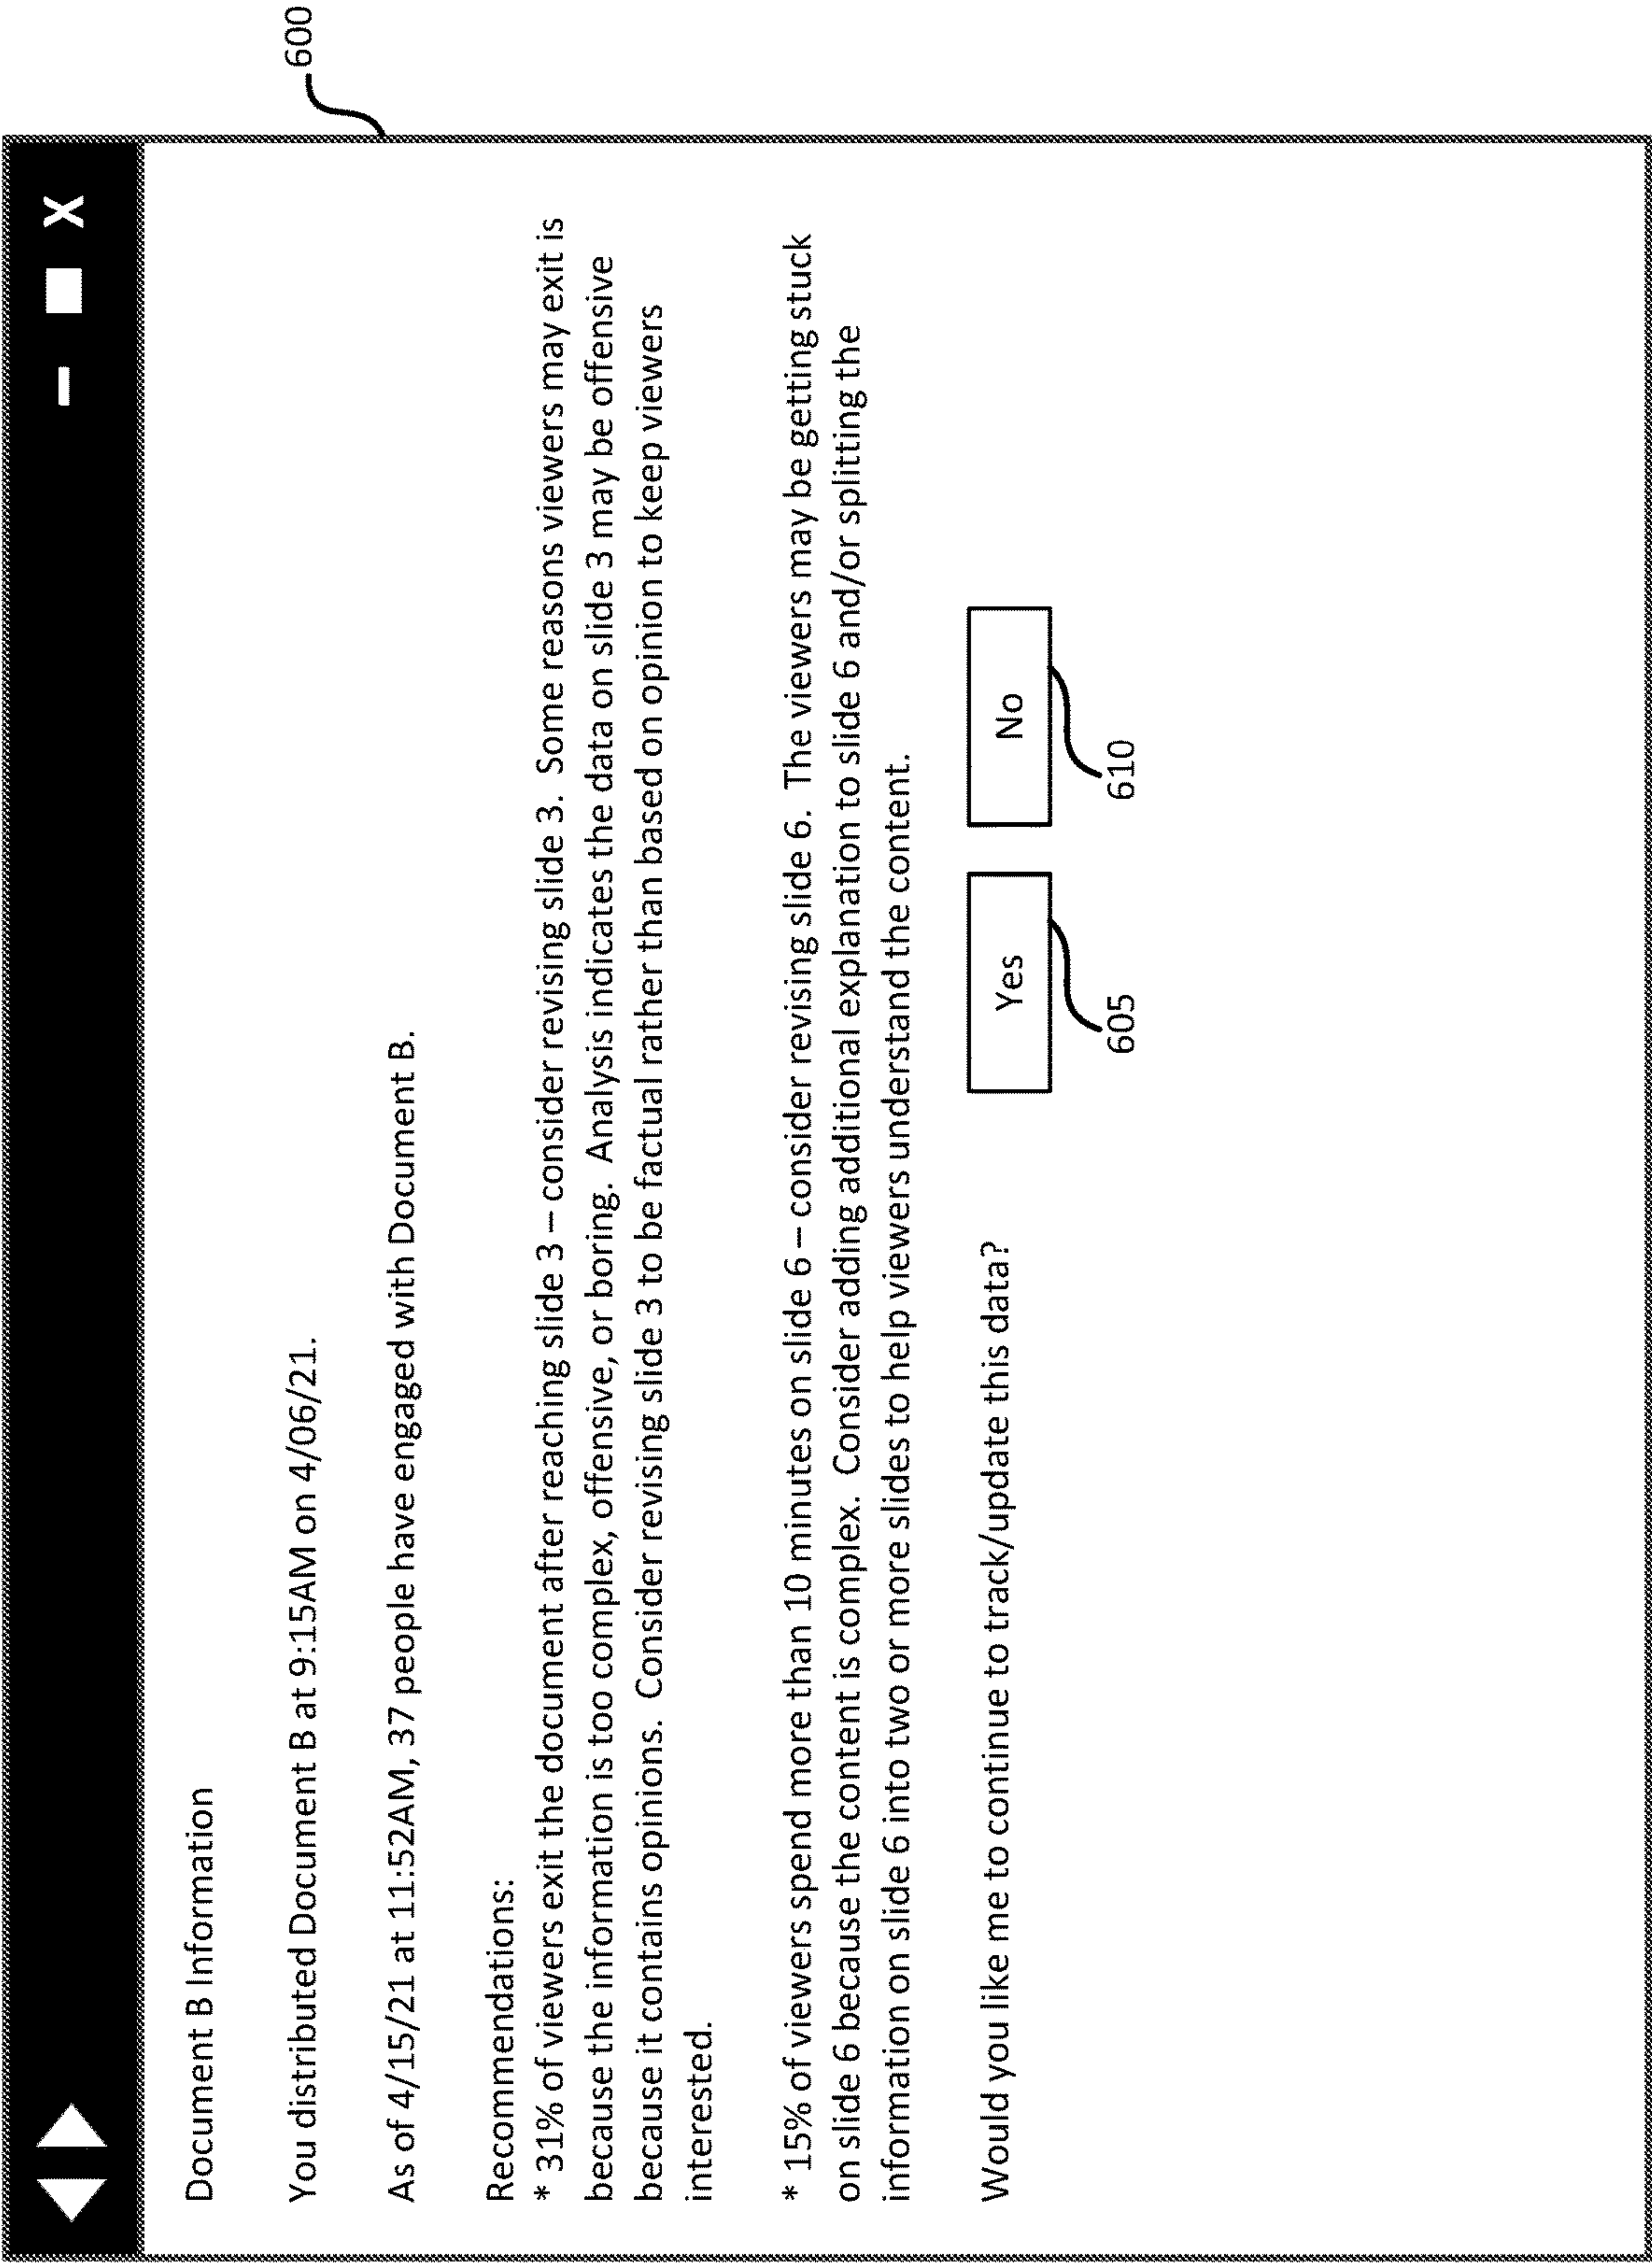 600
X
Document B Information
You distributed Document B at 9:15AM on 4/06/21.
As of 4/15/21 at 11:52AM, 37 people have engaged with Document B.
Recommendations:
* 31% of viewers exit the document after reaching slide 3 – consider revising slide 3. Some reasons viewers may exit is
because the information is too complex, offensive, or boring. Analysis indicates the data on slide 3 may be offensive
because it contains opinions. Consider revising slide 3 to be factual rather than based on opinion to keep viewers
interested.
* 15% of viewers spend more than 10 minutes on slide 6 – consider revising slide 6. The viewers may be getting stuck
on slide 6 because the content is complex. Consider adding additional explanation to slide 6 and/or splitting the
information on slide 6 into two or more slides to help viewers understand the content.
Would you like me to continue to track/update this data?
Yes
No
605
610